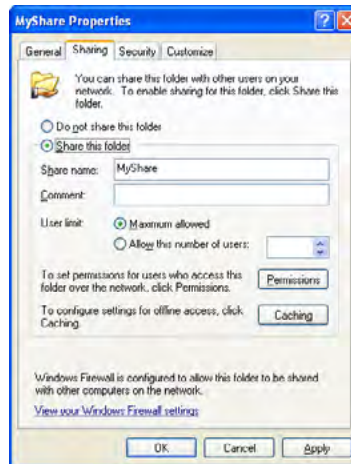 MyShare Properties
General Sharing Security Customize
You can share this folder with other users on your
network. To enable sharing for this folder, click Share this
folder.
Do not share this folder
Share this folder
Share name: MyShare
Comment:
User limit: Maximum allowed
Allow this number of users:
To set permissions for users who access this Permissions
folder over the network, click Permissions.
To configure settings for offline access, click Caching
Caching.
Windows Firewall is configured to allow this folder to be shared
with other computers on the network.
View your Windows Firewall settings
OK Cancel Apply